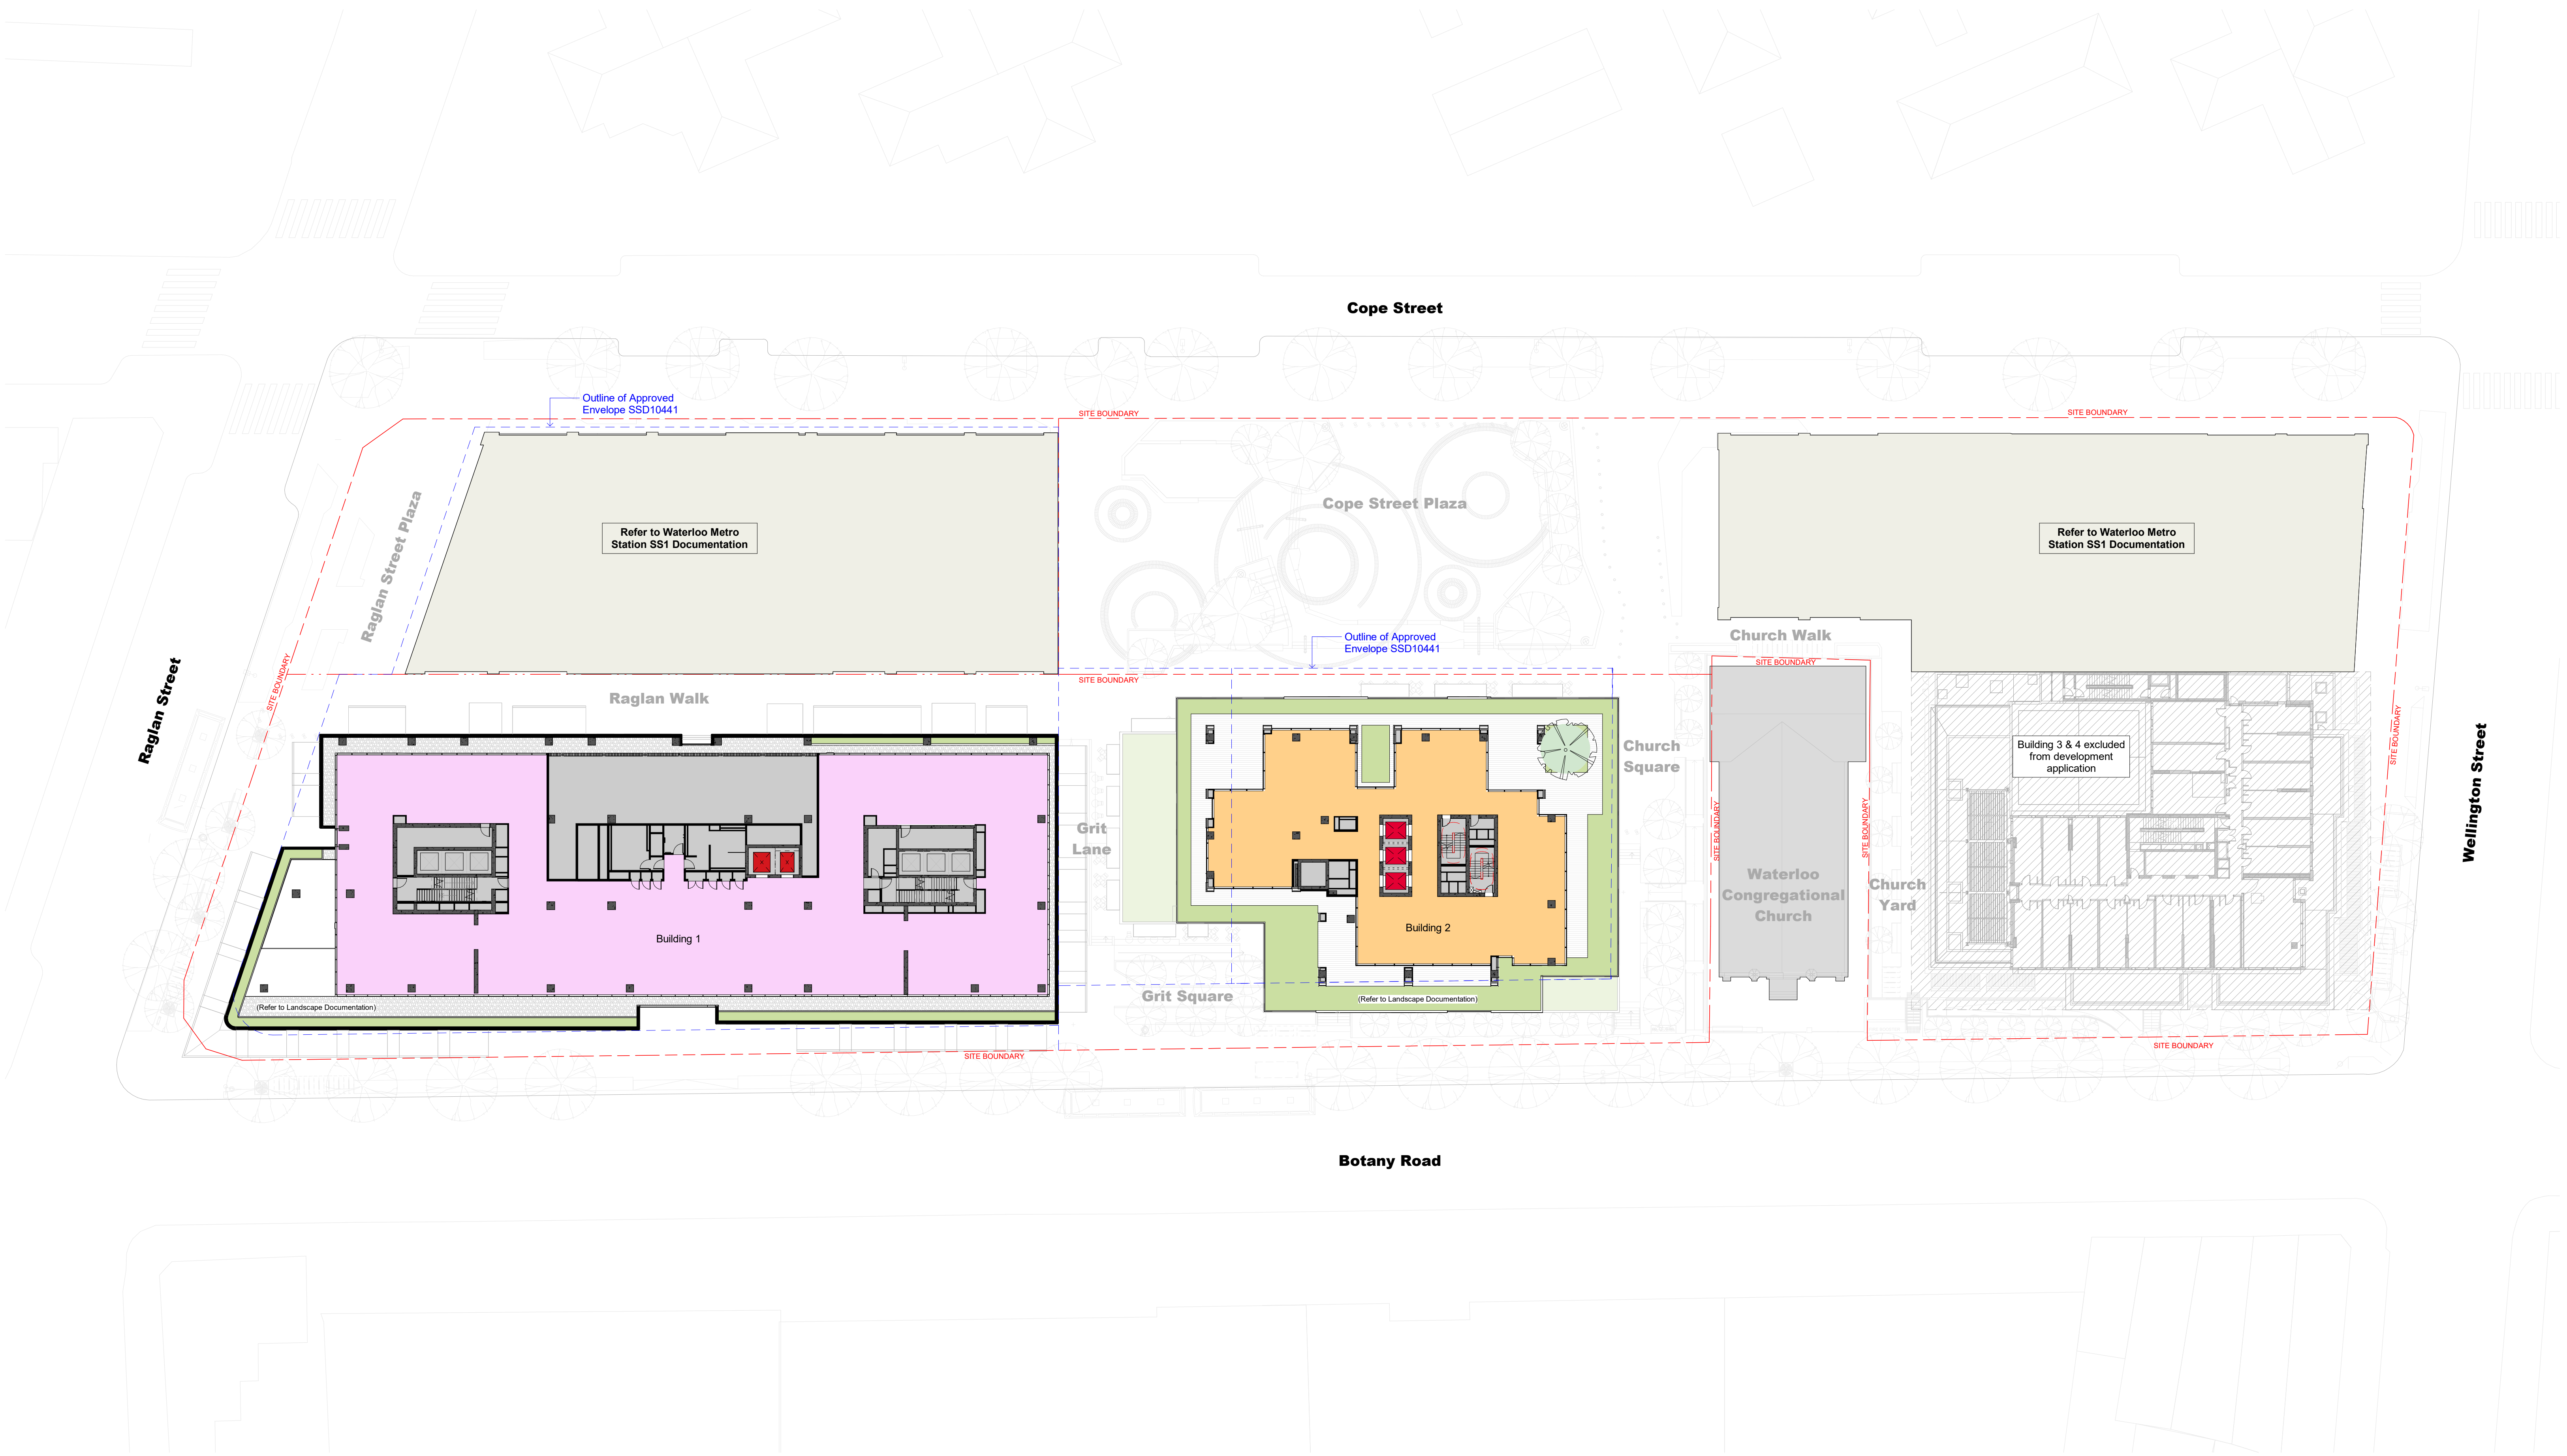 Cope Street
Outline of Approved
Envelope SSD10441
SITE BOUNDARY
SITE BOUNDARY
Raglan Street Plaza
Cope Street Plaza
Refer to Waterloo Metro
Station SS1 Documentation
Refer to Waterloo Metro
Station SS1 Documentation
Outline of Approved
Envelope SSD10441
Church Walk
SITE BOUNDARY
SITE BOUNDARY
SITE BOUNDARY
Raglan Street
Raglan Walk
SITE BOUNDARY
Wellington Street
Church
Square
Building 3 & 4 excluded
from development
application
Grit
Lane
SITE BOUNDARY
SITE BOUNDARY
Waterloo
Congregational
Church
Church
Yard
Building 1
Building 2
Grit Square
(Refer to Landscape Documentation)
(Refer to Landscape Documentation)
SITE BOUNDARY
SITE BOUNDARY
Botany Road